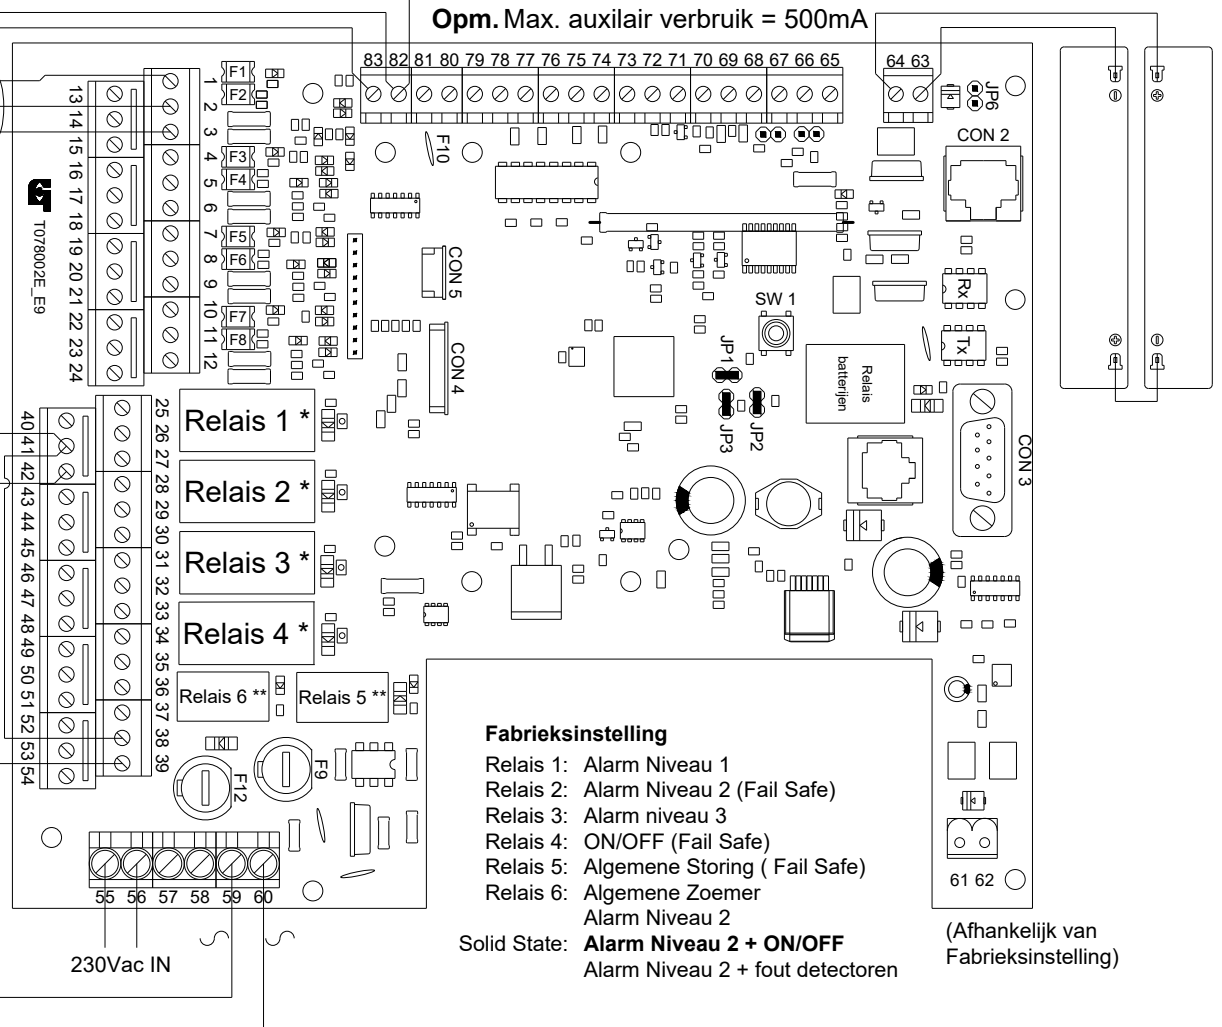 Opm. Max. auxilair verbruik = 500mA
83 82 81 80 79 78 77 76 75 74 73 72 71 70 69 68 67 66 65
64 63
JP6
CON 2
F1
F2
F3
F4
F5
F6
F7
F8
F10
1
2
3
4
5
6
7
8
9
10
11
12
13
14
15
16
17
18
19
20
21
22
23
24
T078002E_E9
CON 5
CON 4
SW 1
JP1
JP3
JP2
Rx
Tx
Relais
batterijen
CON 3
25
26
27
28
29
30
31
32
33
34
35
36
37
38
39
40
41
42
43
44
45
46
47
48
49
50
51
52
53
54
Relais 1 *
Relais 2 *
Relais 3 *
Relais 4 *
Relais 6 **
Relais 5 **
F12
F9
55 56 57 58 59 60
230Vac IN
61 62
Fabrieksinstelling
Relais 1: Alarm Niveau 1
Relais 2: Alarm Niveau 2 (Fail Safe)
Relais 3: Alarm niveau 3
Relais 4: ON/OFF (Fail Safe)
Relais 5: Algemene Storing ( Fail Safe)
Relais 6: Algemene Zoemer
Alarm Niveau 2
Solid State: Alarm Niveau 2 + ON/OFF
Alarm Niveau 2 + fout detectoren
(Afhankelijk van
Fabrieksinstelling)